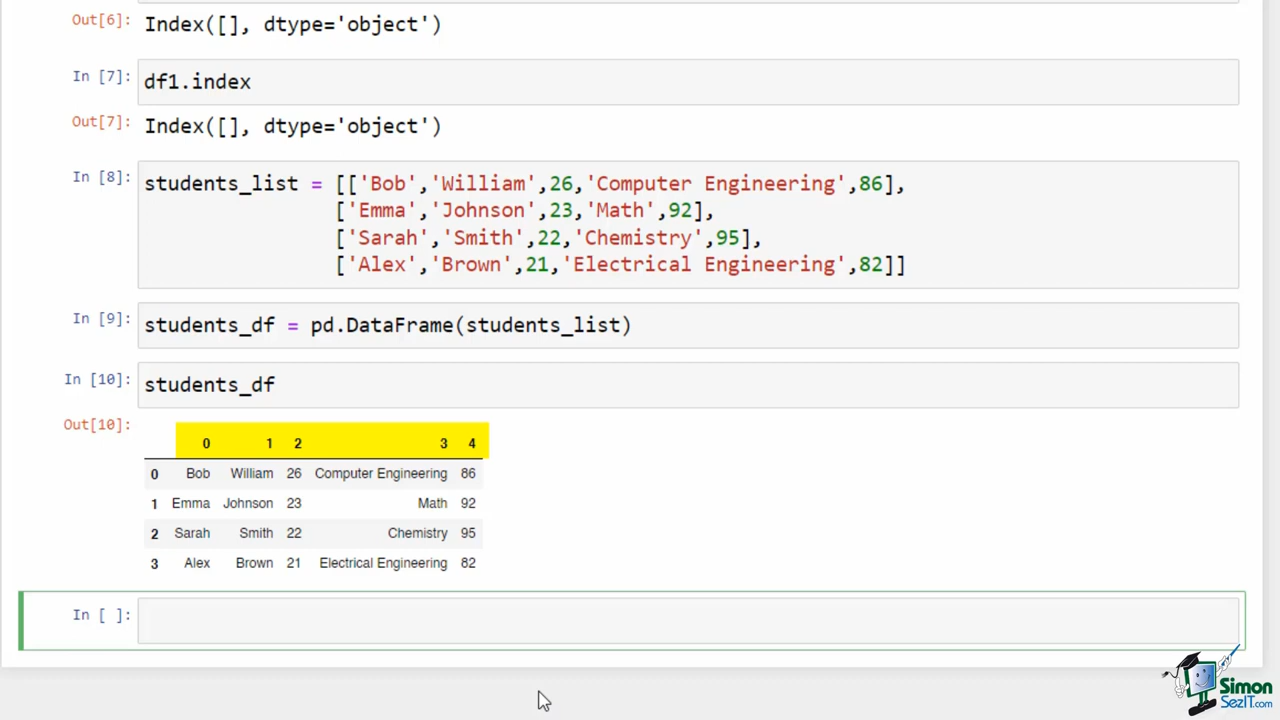 Out[6]: Index([], dtype='object')
In [7]: df1.index
Out[7]: Index([], dtype='object')
In [8]: students_list = [['Bob','William',26,'Computer Engineering',86],
['Emma','Johnson',23,'Math',92],
['Sarah','Smith',22,'Chemistry',95],
['Alex','Brown',21,'Electrical Engineering',82]]
In [9]: students_df = pd.DataFrame(students_list)
In [10]: students_df
Out[10]:
0 1 2 3 4
0 Bob William 26 Computer Engineering 86
1 Emma Johnson 23 Math 92
2 Sarah Smith 22 Chemistry 95
3 Alex Brown 21 Electrical Engineering 82
In [ ]:
Simon
SezIT.com